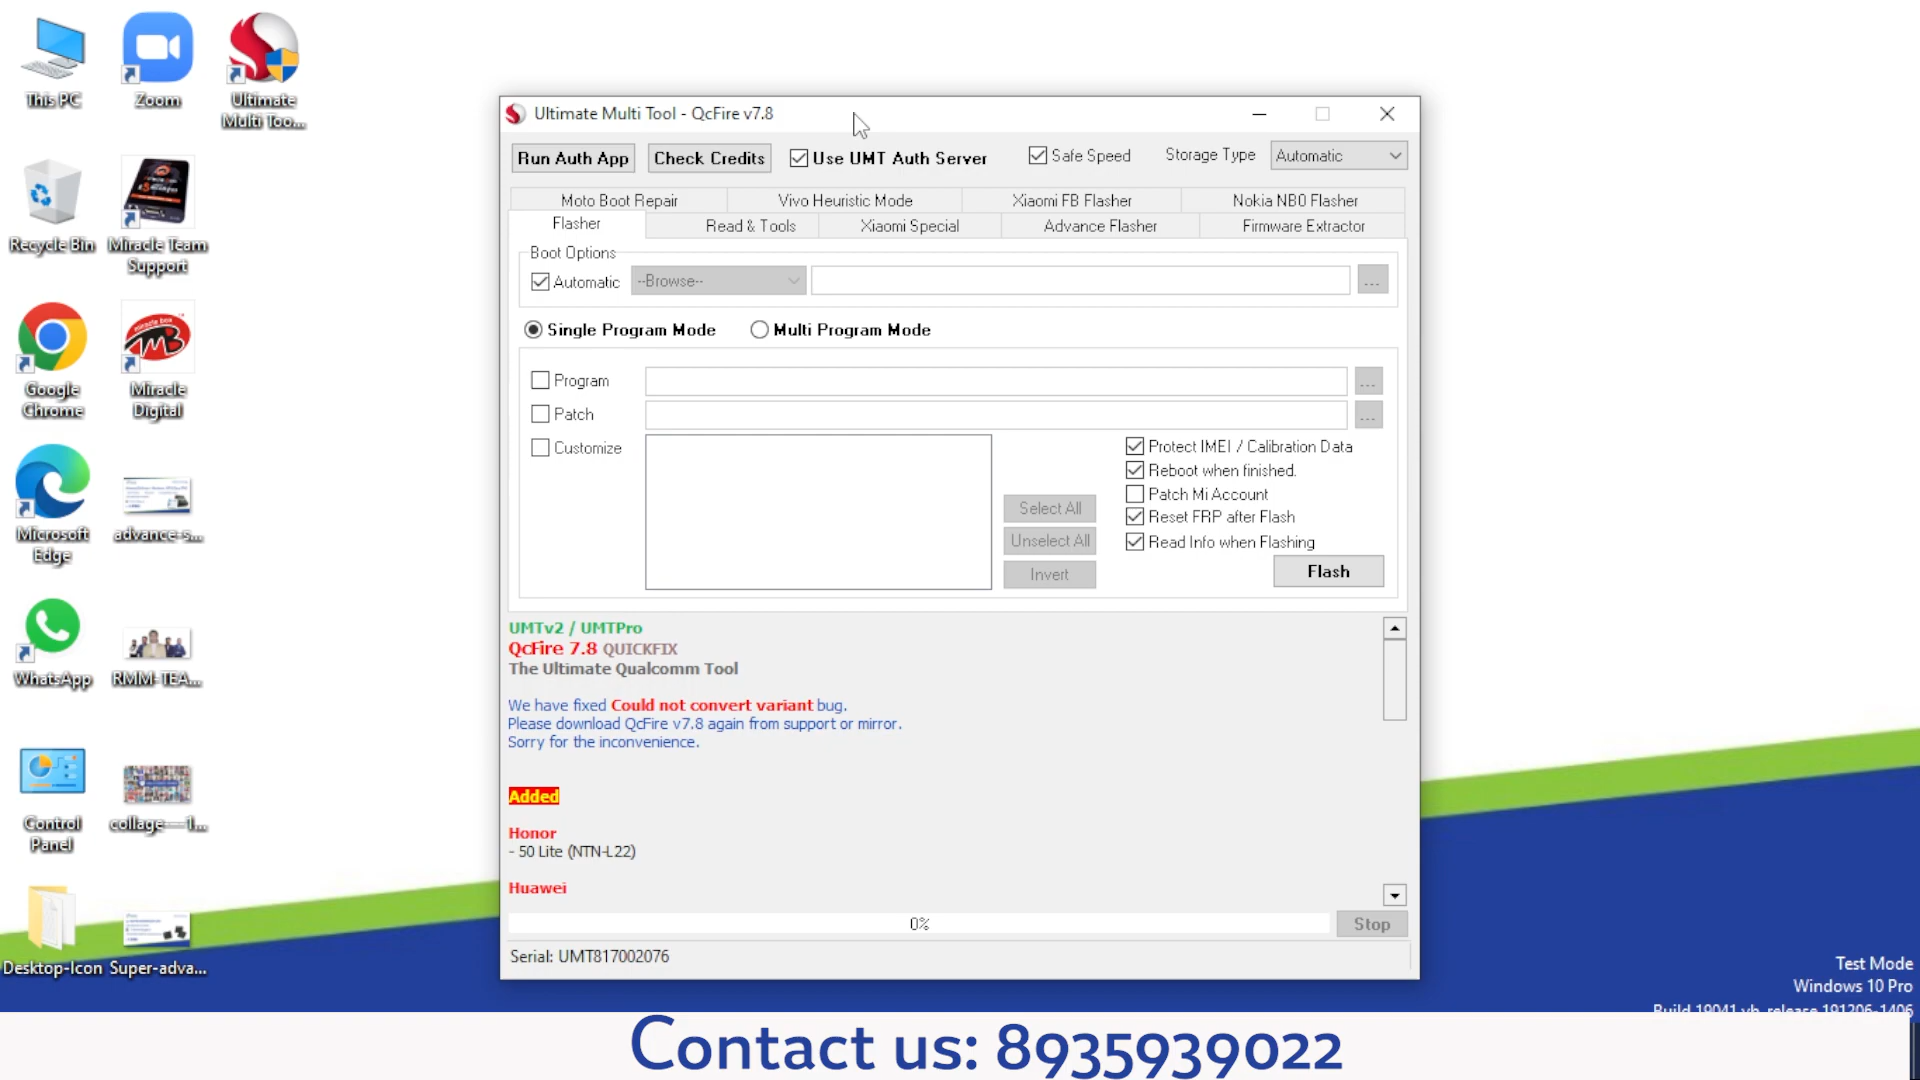 This PC
Zoom
Ultimate
Multi Too...
Recycle Bin
Miracle Team
Support
Google
Chrome
Miracle
Digital
Microsoft
Edge
advance-s...
WhatsApp
RMM-TEA...
Control
Panel
collage----1...
Desktop-Icon
Super-adva...
Ultimate Multi Tool - QcFire v7.8
Run Auth App
Check Credits
Use UMT Auth Server
Safe Speed
Storage Type
Automatic
Moto Boot Repair
Vivo Heuristic Mode
Xiaomi FB Flasher
Nokia NB0 Flasher
Flasher
Read & Tools
Xiaomi Special
Advance Flasher
Firmware Extractor
Boot Options
Automatic
--Browse--
...
Single Program Mode
Multi Program Mode
Program
...
Patch
...
Customize
Select All
Unselect All
Invert
Protect IMEI / Calibration Data
Reboot when finished.
Patch Mi Account
Reset FRP after Flash
Read Info when Flashing
Flash
UMTv2 / UMTPro
QcFire 7.8 QUICKFIX
The Ultimate Qualcomm Tool
We have fixed Could not convert variant bug.
Please download QcFire v7.8 again from support or mirror.
Sorry for the inconvenience.
Added
Honor
- 50 Lite (NTN-L22)
Huawei
0%
Stop
Serial: UMT817002076
Test Mode
Windows 10 Pro
Build 19041.vb_release.191206-1406
Contact us: 8935939022